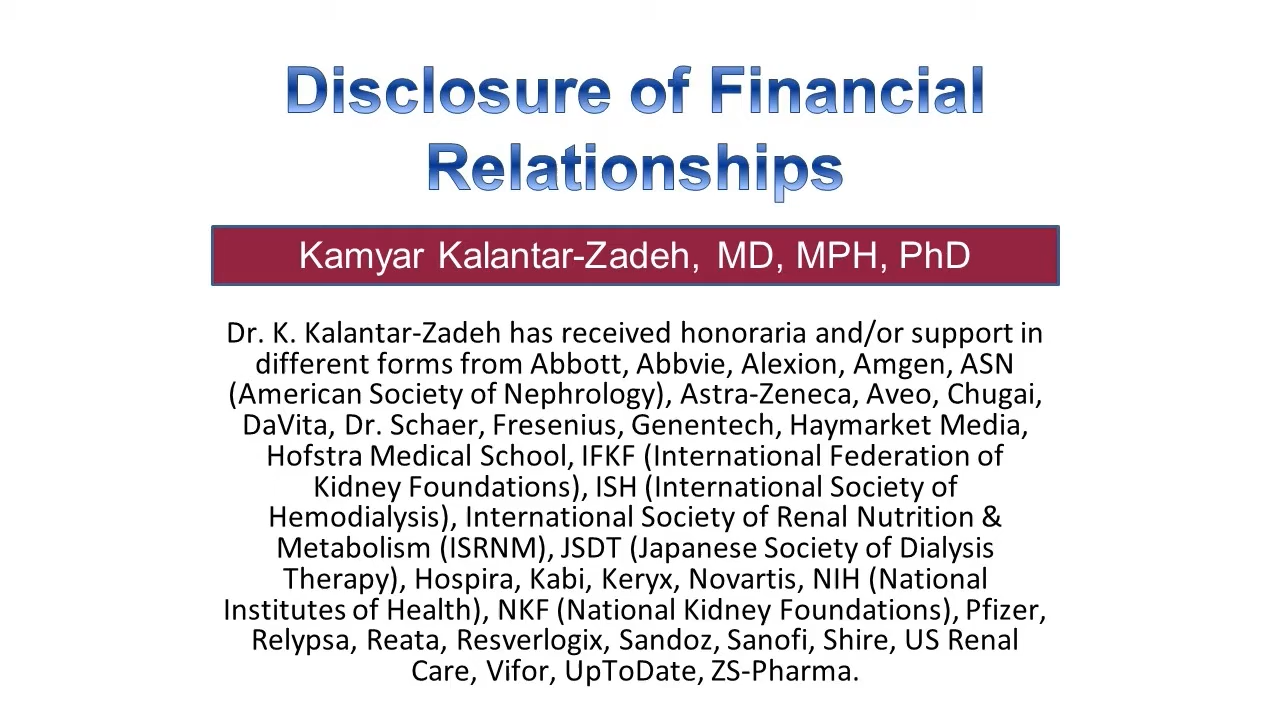 Disclosure of Financial
Relationships
Kamyar Kalantar-Zadeh, MD, MPH, PhD
Dr. K. Kalantar-Zadeh has received honoraria and/or support in
different forms from Abbott, Abbvie, Alexion, Amgen, ASN
(American Society of Nephrology), Astra-Zeneca, Aveo, Chugai,
DaVita, Dr. Schaer, Fresenius, Genentech, Haymarket Media,
Hofstra Medical School, IFKF (International Federation of
Kidney Foundations), ISH (International Society of
Hemodialysis), International Society of Renal Nutrition &
Metabolism (ISRNM), JSDT (Japanese Society of Dialysis
Therapy), Hospira, Kabi, Keryx, Novartis, NIH (National
Institutes of Health), NKF (National Kidney Foundations), Pfizer,
Relypsa, Reata, Resverlogix, Sandoz, Sanofi, Shire, US Renal
Care, Vifor, UpToDate, ZS-Pharma.